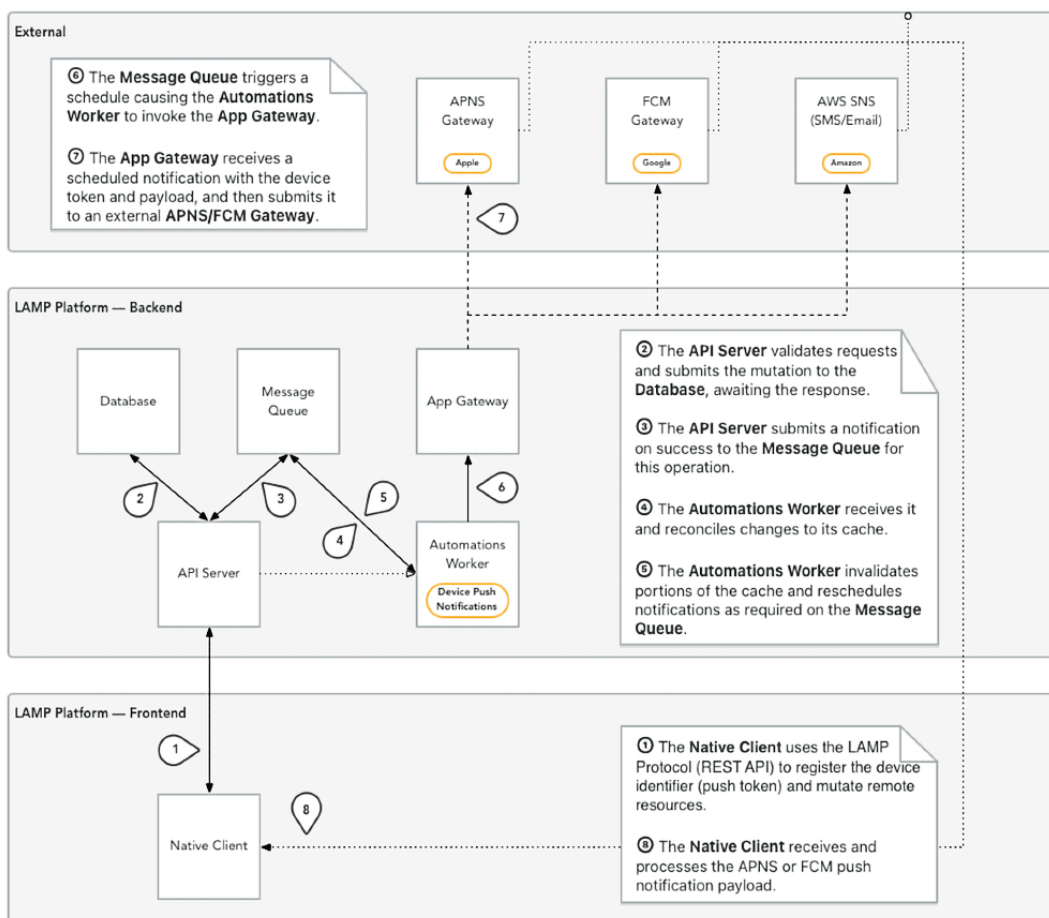 External
⑥ The Message Queue triggers a
schedule causing the Automations
Worker to invoke the App Gateway.
⑦ The App Gateway receives a
scheduled notification with the device
token and payload, and then submits it
to an external APNS/FCM Gateway.
APNS
Gateway
Apple
FCM
Gateway
Google
AWS SNS
(SMS/Email)
Amazon
7
LAMP Platform — Backend
Database
Message
Queue
App Gateway
② The API Server validates requests
and submits the mutation to the
Database, awaiting the response.
③ The API Server submits a notification
on success to the Message Queue for
this operation.
④ The Automations Worker receives it
and reconciles changes to its cache.
⑤ The Automations Worker invalidates
portions of the cache and reschedules
notifications as required on the Message
Queue.
2
3
5
4
6
API Server
Automations
Worker
Device Push
Notifications
LAMP Platform — Frontend
1
① The Native Client uses the LAMP
Protocol (REST API) to register the device
identifier (push token) and mutate remote
resources.
⑧ The Native Client receives and
processes the APNS or FCM push
notification payload.
8
Native Client